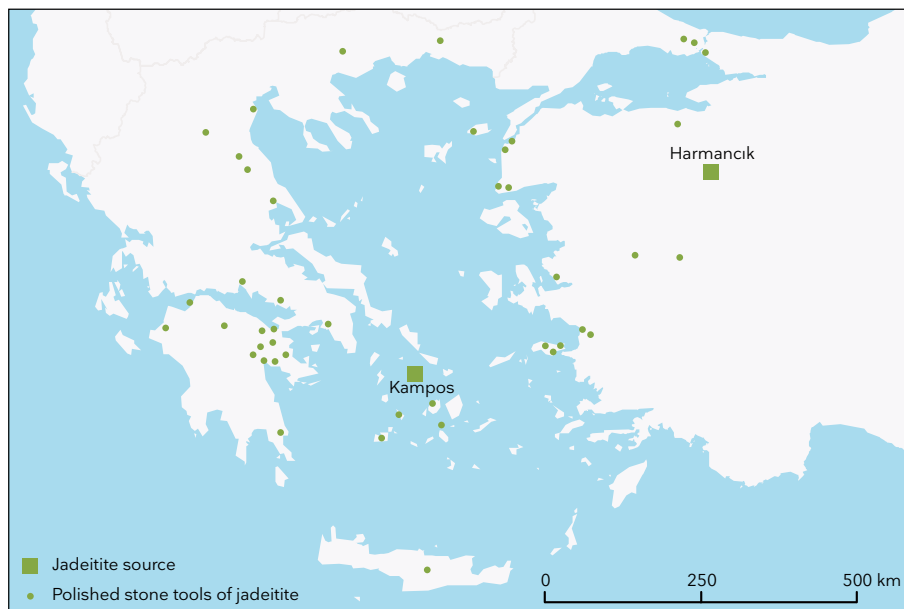 Harmancık
Kampos
Jadeitite source
Polished stone tools of jadeitite
0 250 500 km